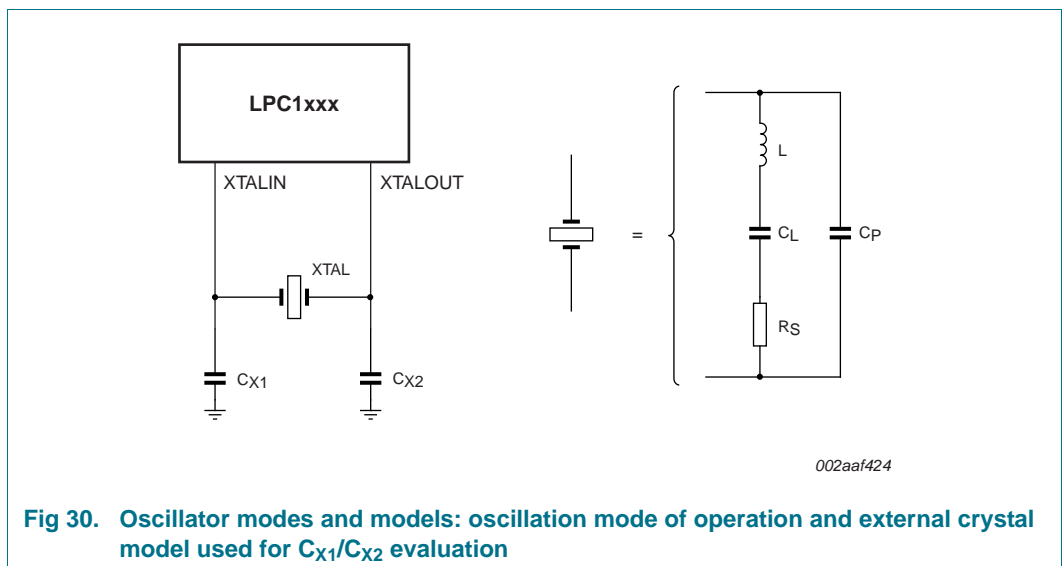 LPC1xxx
XTALIN XTALOUT
XTAL
CX1 CX2
=
L
CL CP
RS
002aaf424
Fig 30. Oscillator modes and models: oscillation mode of operation and external crystal
model used for CX1/CX2 evaluation